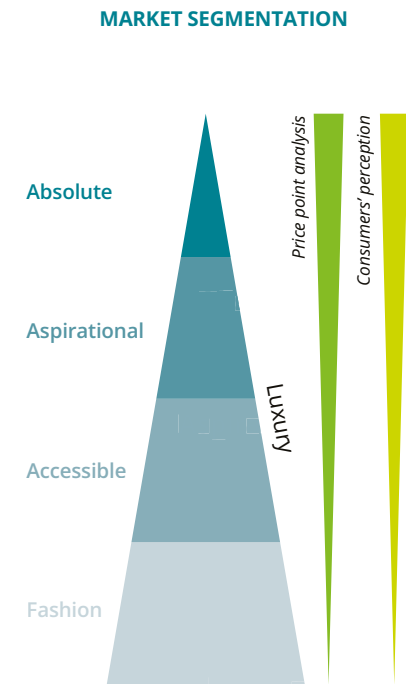 MARKET SEGMENTATION
Price point analysis
Consumers’ perception
Absolute
Aspirational
Luxury
Accessible
Fashion